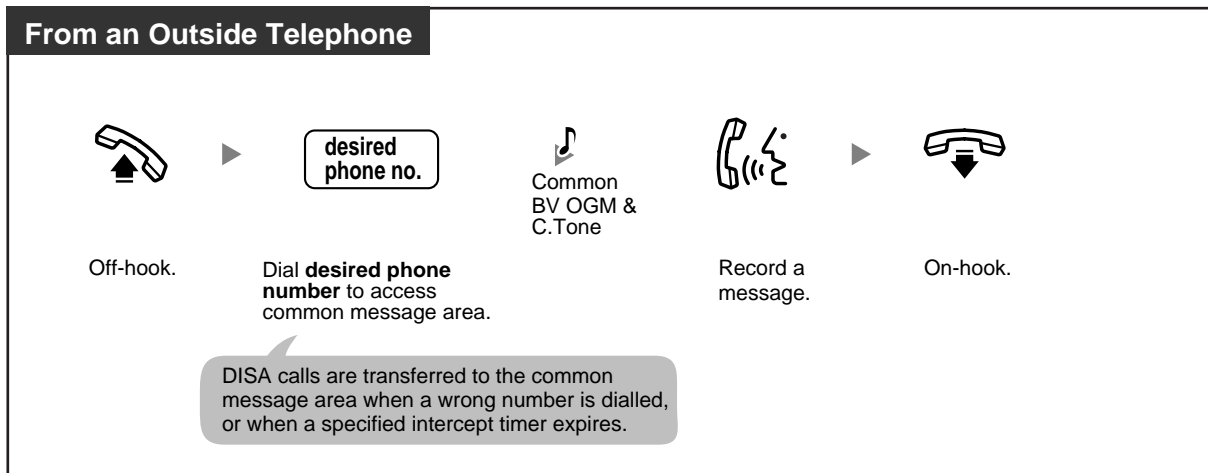 From an Outside Telephone
desired
phone no.
Common
BV OGM &
C.Tone
Off-hook.
Dial desired phone
number to access
common message area.
Record a
message.
On-hook.
DISA calls are transferred to the common
message area when a wrong number is dialled,
or when a specified intercept timer expires.